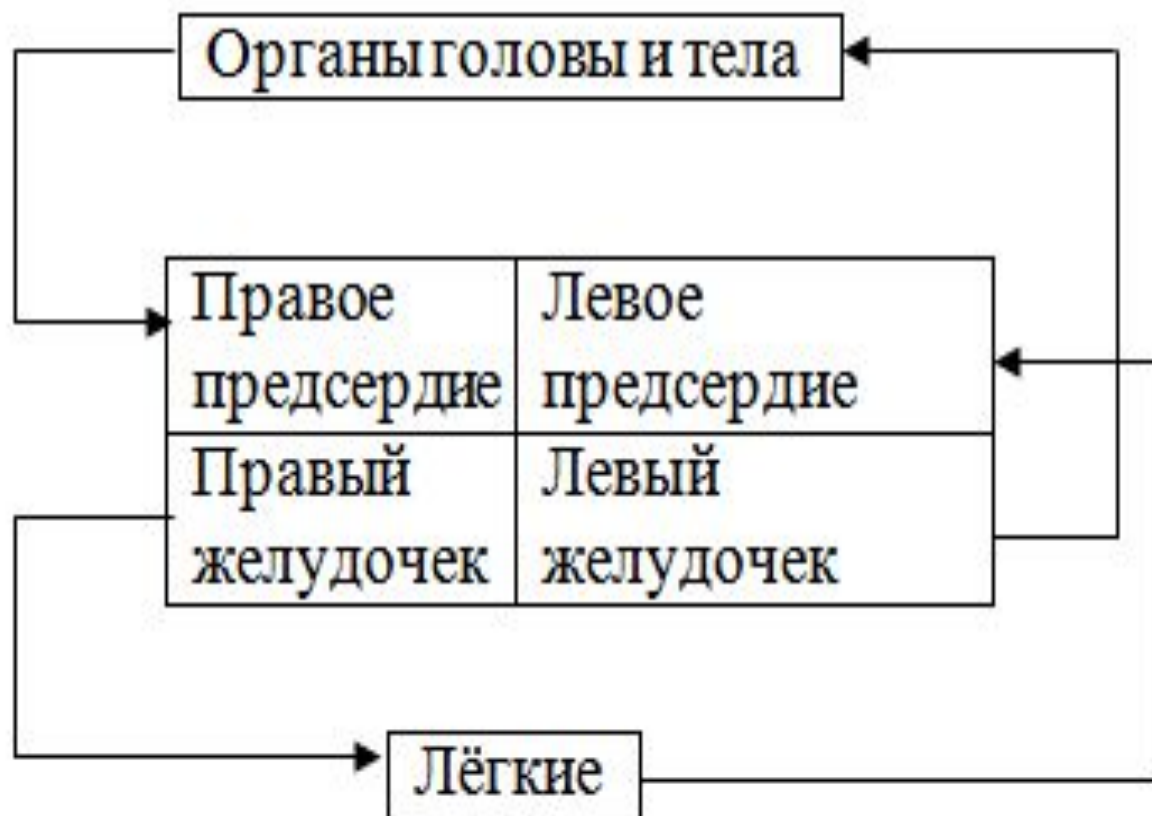 Органы головы и тела
Правое
предсердие
Левое
предсердие
Правый
желудочек
Левый
желудочек
Лёгкие